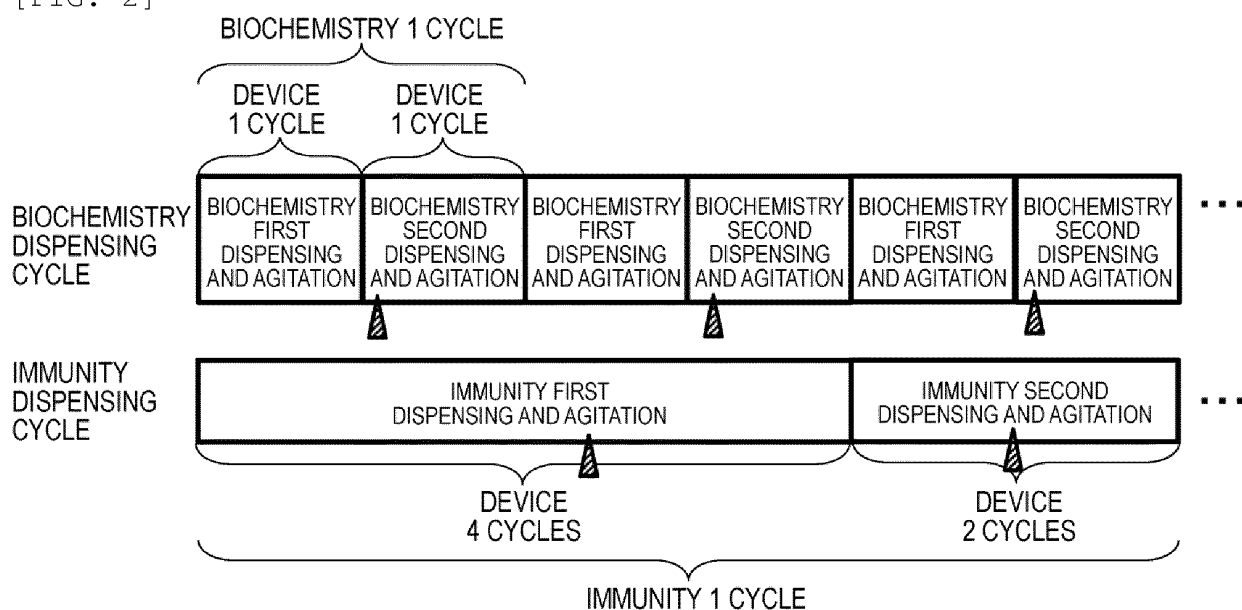 [FIG. 2]
BIOCHEMISTRY 1 CYCLE
DEVICE
1 CYCLE
DEVICE
1 CYCLE
BIOCHEMISTRY
DISPENSING
CYCLE
BIOCHEMISTRY
FIRST
DISPENSING
AND AGITATION
BIOCHEMISTRY
SECOND
DISPENSING
AND AGITATION
BIOCHEMISTRY
FIRST
DISPENSING
AND AGITATION
BIOCHEMISTRY
SECOND
DISPENSING
AND AGITATION
BIOCHEMISTRY
FIRST
DISPENSING
AND AGITATION
BIOCHEMISTRY
SECOND
DISPENSING
AND AGITATION
...
IMMUNITY
DISPENSING
CYCLE
IMMUNITY FIRST
DISPENSING AND AGITATION
IMMUNITY SECOND
DISPENSING AND AGITATION
...
DEVICE
4 CYCLES
DEVICE
2 CYCLES
IMMUNITY 1 CYCLE